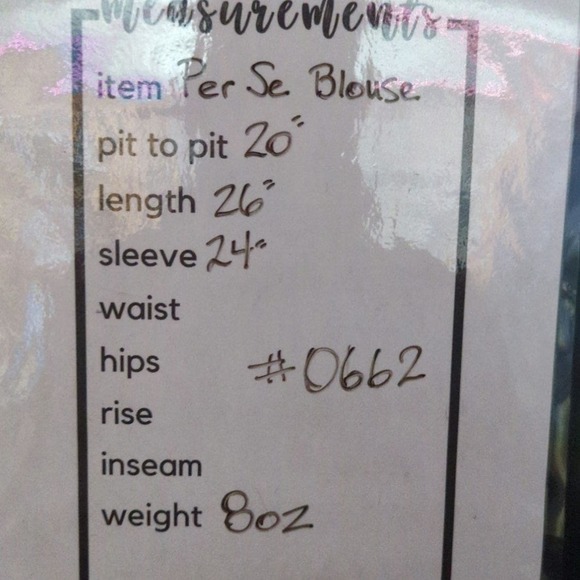 measurements
item Per Se Blouse
pit to pit 20"
length 26"
sleeve 24"
waist
hips #0662
rise
inseam
weight 8oz